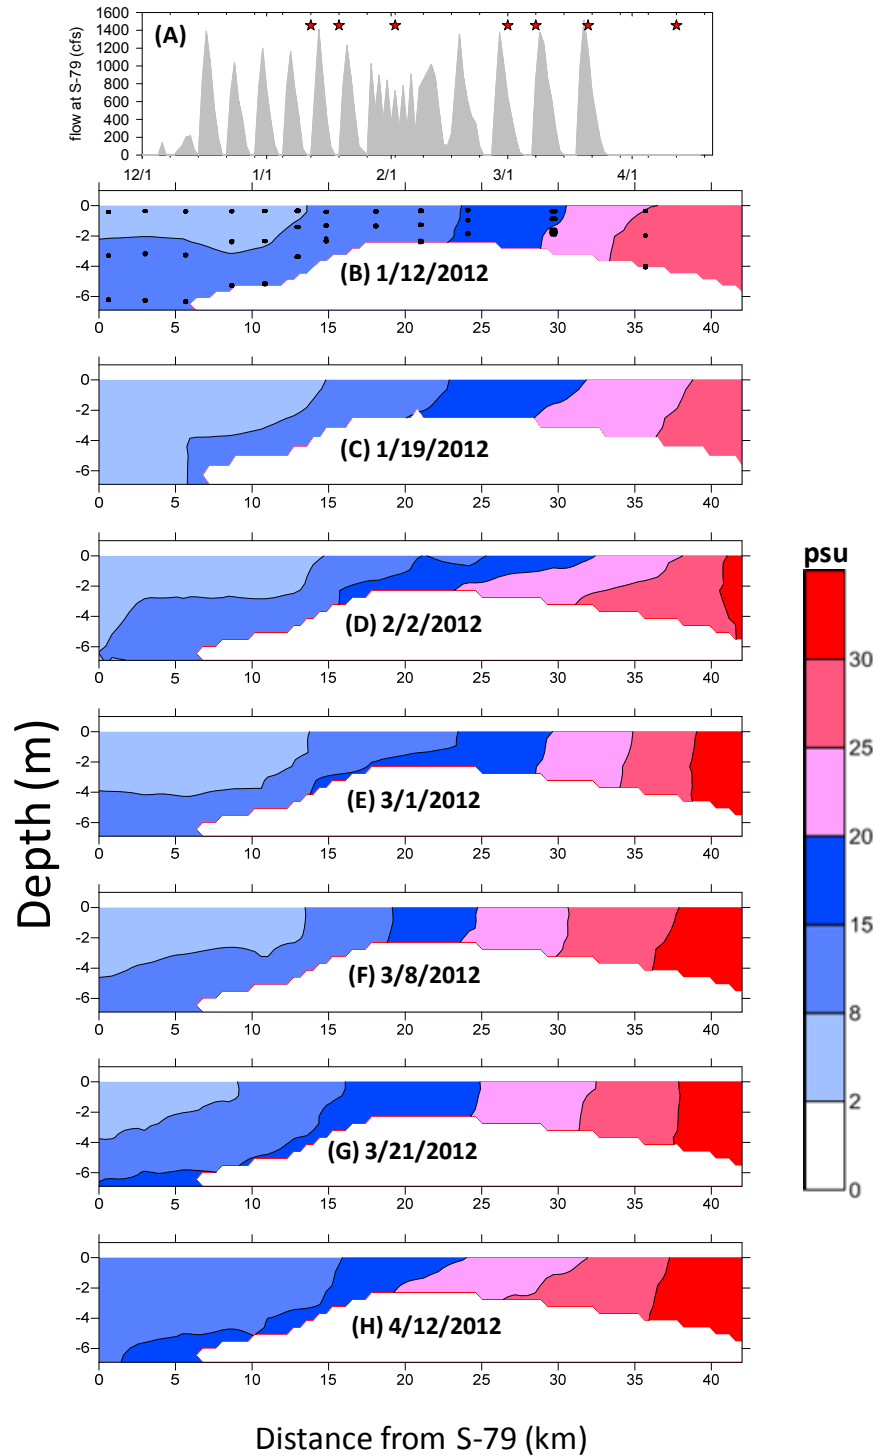 1600
1400
1200
1000
800
600
400
200
0
flow at S-79 (cfs)
(A)
12/1 1/1 2/1 3/1 4/1
0
-2
-4
-6
(B) 1/12/2012
0 5 10 15 20 25 30 35 40
0
-2
-4
-6
(C) 1/19/2012
0 5 10 15 20 25 30 35 40
0
-2
-4
-6
(D) 2/2/2012
0 5 10 15 20 25 30 35 40
0
-2
-4
-6
(E) 3/1/2012
0 5 10 15 20 25 30 35 40
0
-2
-4
-6
(F) 3/8/2012
0 5 10 15 20 25 30 35 40
0
-2
-4
-6
(G) 3/21/2012
0 5 10 15 20 25 30 35 40
0
-2
-4
-6
(H) 4/12/2012
0 5 10 15 20 25 30 35 40
Depth (m)
Distance from S-79 (km)
psu
30
25
20
15
8
2
0